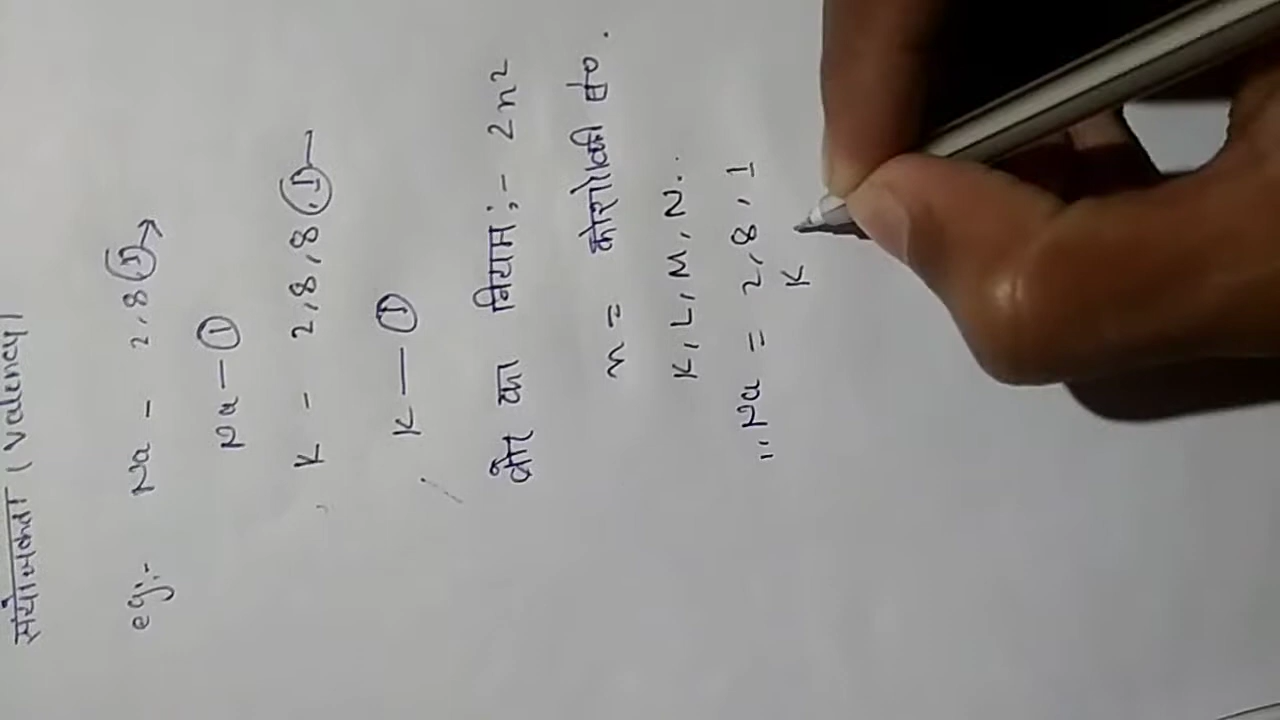 संयोजकता (Valency)
eg:- Na - 2,8(1)→
Na — (1)
K - 2,8,8(1)—
K — (1)
बोर का नियम :- 2n²
n = कोशों की सं०.
K, L, M, N.
₁₁Na = 2,8,1
K